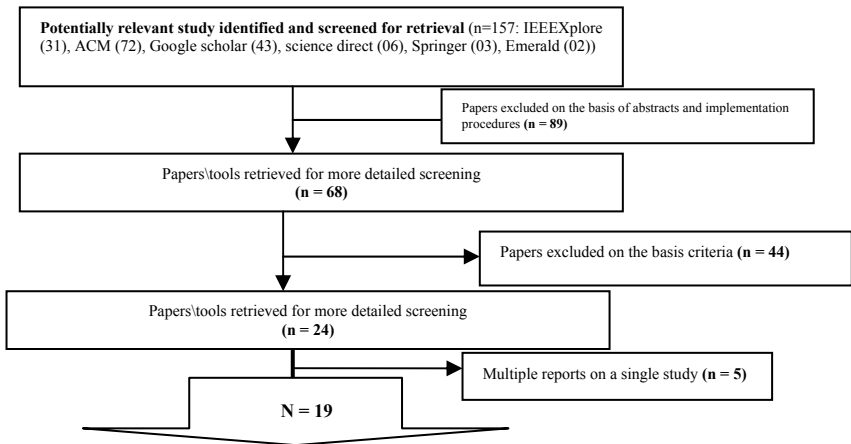 Potentially relevant study identified and screened for retrieval (n=157: IEEEXplore
(31), ACM (72), Google scholar (43), science direct (06), Springer (03), Emerald (02))
Papers excluded on the basis of abstracts and implementation
procedures (n = 89)
Papers\tools retrieved for more detailed screening
(n = 68)
Papers excluded on the basis criteria (n = 44)
Papers\tools retrieved for more detailed screening
(n = 24)
Multiple reports on a single study (n = 5)
N = 19